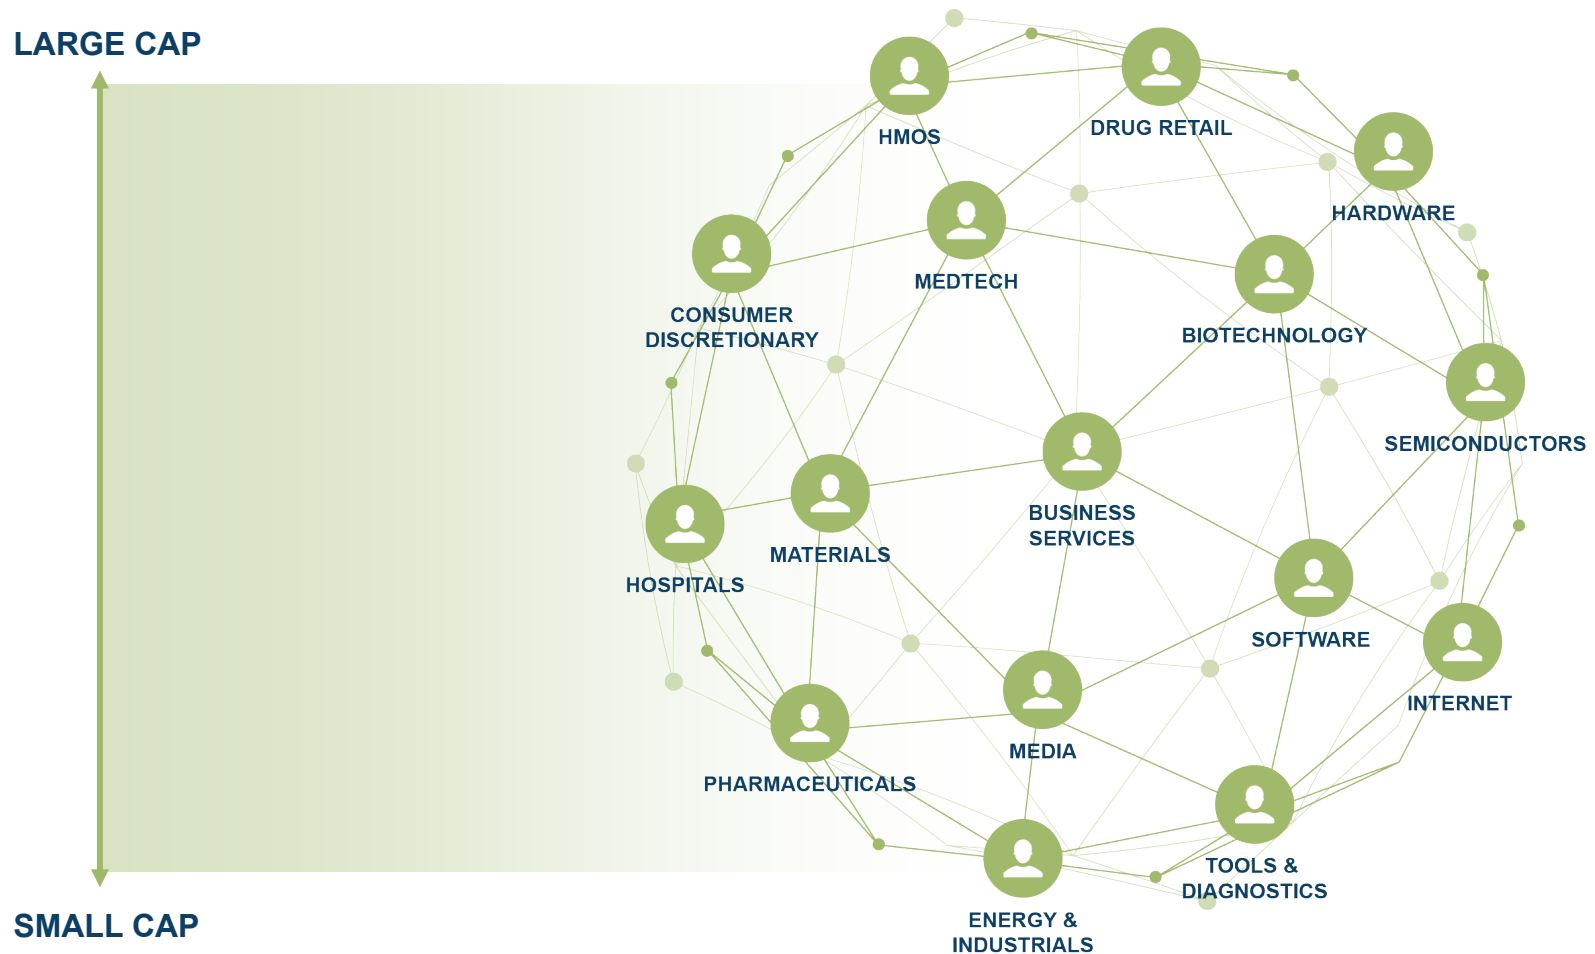 LARGE CAP
HMOS
DRUG RETAIL
HARDWARE
MEDTECH
CONSUMER
DISCRETIONARY
BIOTECHNOLOGY
SEMICONDUCTORS
BUSINESS
SERVICES
MATERIALS
HOSPITALS
SOFTWARE
INTERNET
MEDIA
PHARMACEUTICALS
TOOLS &
DIAGNOSTICS
ENERGY &
INDUSTRIALS
SMALL CAP